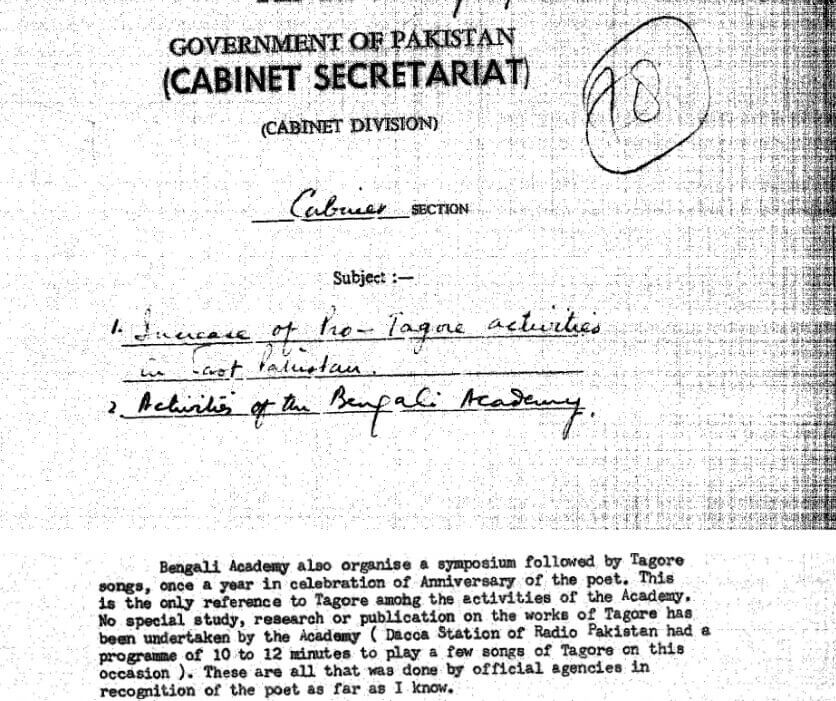 GOVERNMENT OF PAKISTAN
(CABINET SECRETARIAT)
(CABINET DIVISION)
78
Cabinet SECTION
Subject :—
1. Increase of Pro-Tagore activities
in East Pakistan.
2. Activities of the Bengali Academy.
Bengali Academy also organise a symposium followed by Tagore
songs, once a year in celebration of Anniversary of the poet. This
is the only reference to Tagore amohg the activities of the Academy.
No special study, research or publication on the works of Tagore has
been undertaken by the Academy ( Dacca Station of Radio Pakistan had a
programme of 10 to 12 minutes to play a few songs of Tagore on this
occasion ). These are all that was done by official agencies in
recognition of the poet as far as I know.